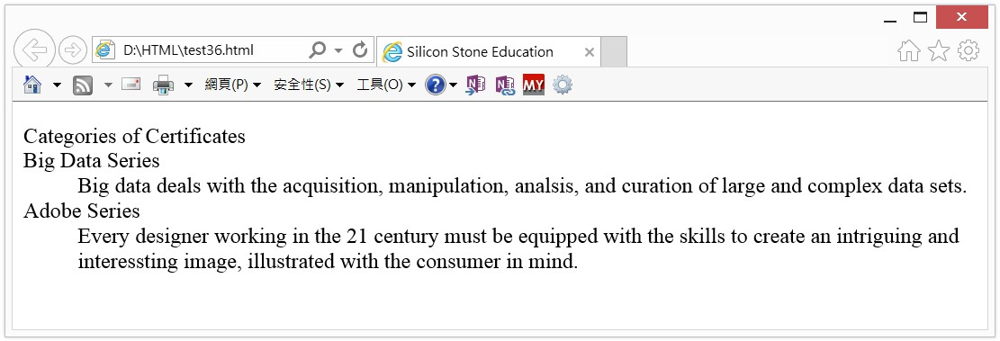 D:\HTML\test36.html
Silicon Stone Education
網頁(P) 安全性(S) 工具(O) ? N N MY
Categories of Certificates
Big Data Series
Big data deals with the acquisition, manipulation, analsis, and curation of large and complex data sets.
Adobe Series
Every designer working in the 21 century must be equipped with the skills to create an intriguing and
interessting image, illustrated with the consumer in mind.